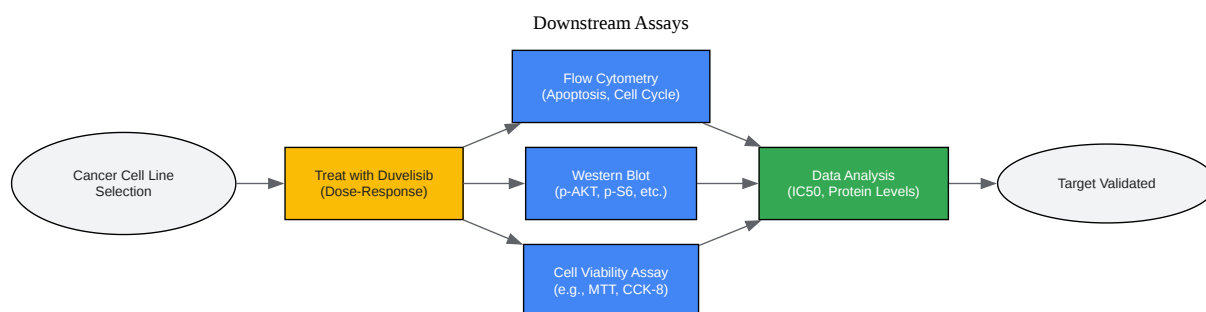 Downstream Assays
Flow Cytometry
(Apoptosis, Cell Cycle)
Cancer Cell Line
Selection
Treat with Duvelisib
(Dose-Response)
Western Blot
(p-AKT, p-S6, etc.)
Data Analysis
(IC50, Protein Levels)
Target Validated
Cell Viability Assay
(e.g., MTT, CCK-8)